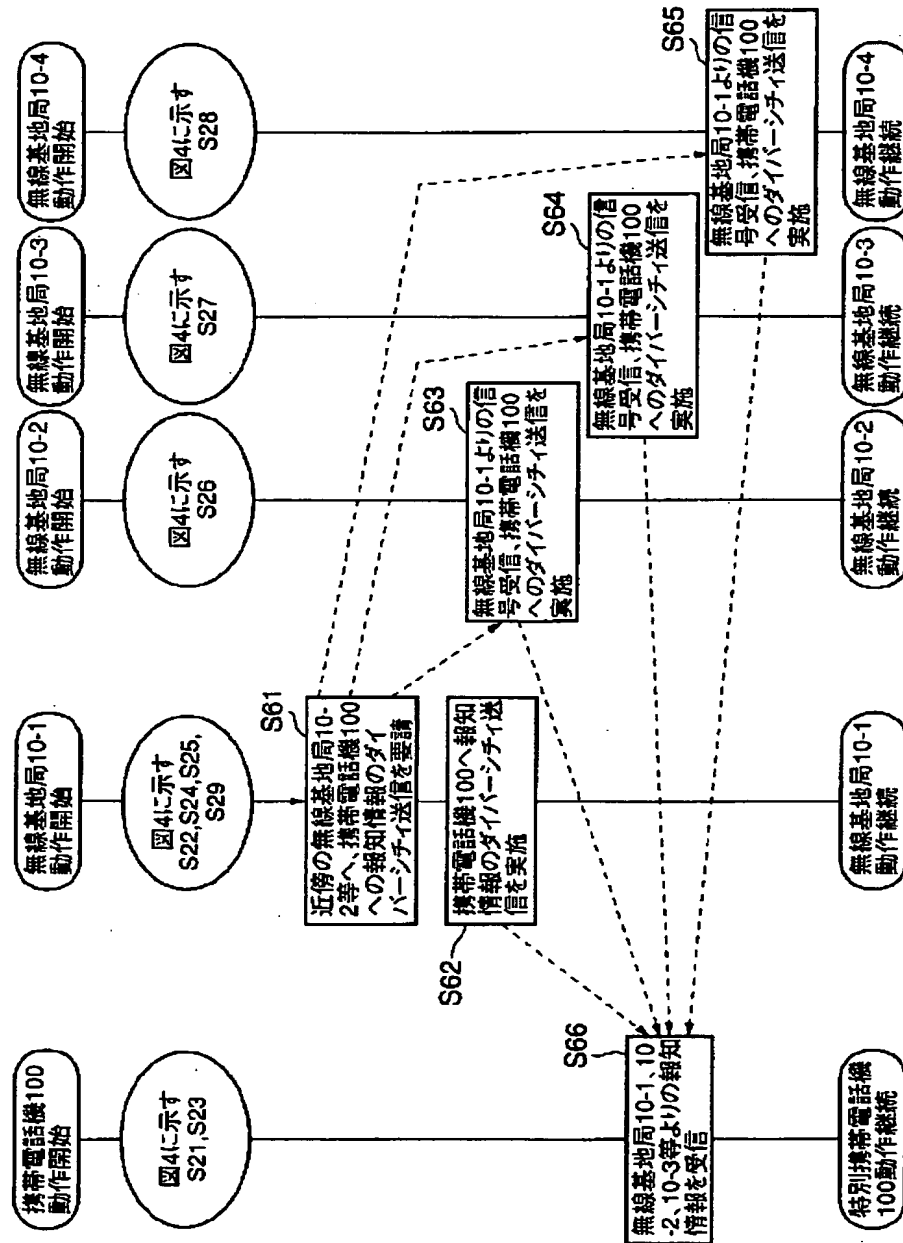 携帯電話機100
動作開始
無線基地局10-1
動作開始
無線基地局10-2
動作開始
無線基地局10-3
動作開始
無線基地局10-4
動作開始
図4に示す
S21,S23
図4に示す
S22,S24,S25,
S29
図4に示す
S26
図4に示す
S27
図4に示す
S28
S61
近傍の無線基地局10-
2等へ、携帯電話機100
への報知情報のダイ
バーシティ送信を要請
S62
携帯電話機100へ報知
情報のダイバーシティ送
信を実施
S63
無線基地局10-1よりの信
号受信、携帯電話機100
へのダイバーシチィ送信を
実施
S64
無線基地局10-1よりの信
号受信、携帯電話機100
へのダイバーシチィ送信を
実施
S65
無線基地局10-1よりの信
号受信、携帯電話機100
へのダイバーシチィ送信を
実施
S66
無線基地局10-1、10
-2、10-3等よりの報知
情報を受信
特別携帯電話機
100動作継続
無線基地局10-1
動作継続
無線基地局10-2
動作継続
無線基地局10-3
動作継続
無線基地局10-4
動作継続